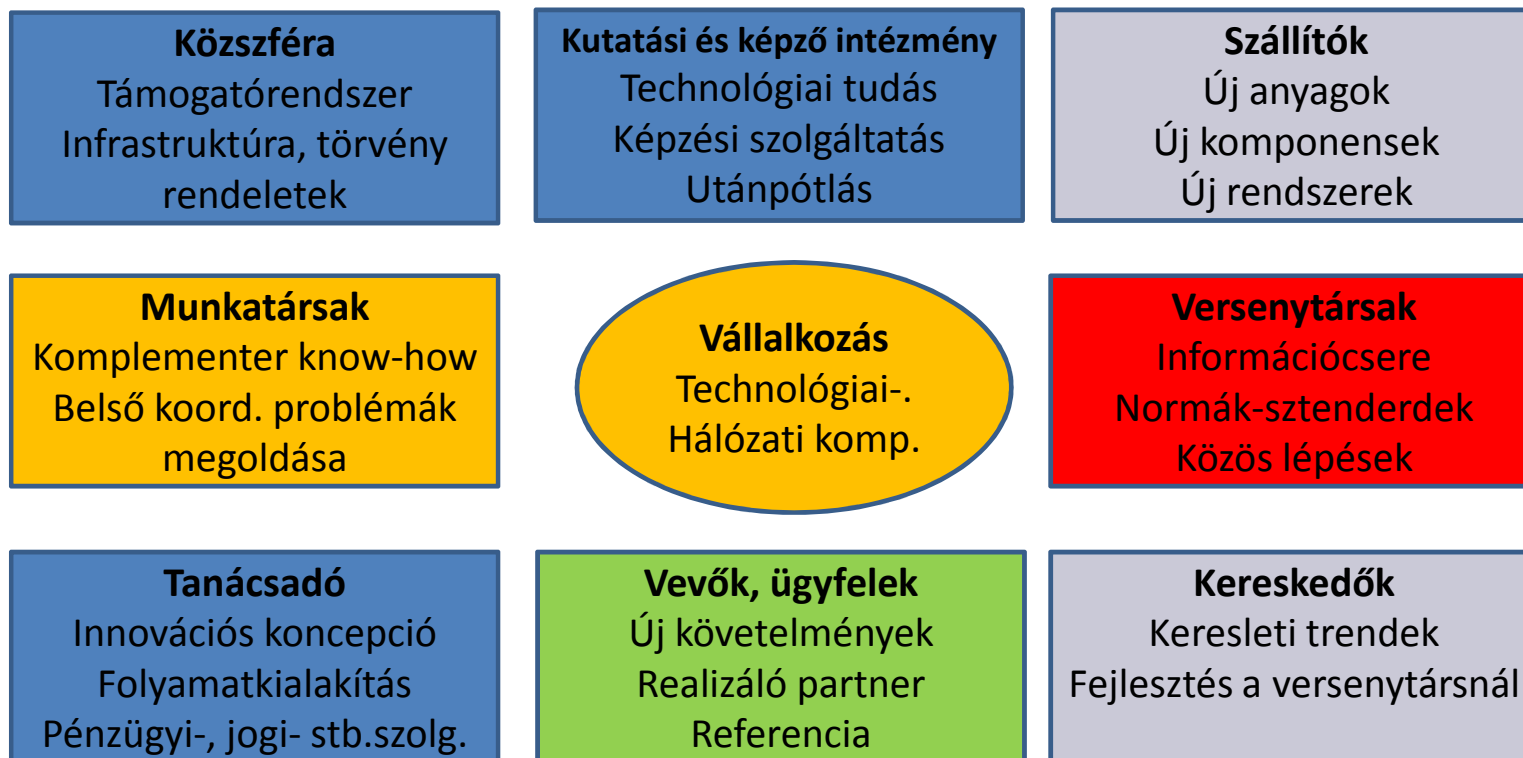 Közszféra
Támogatórendszer
Infrastruktúra, törvény
rendeletek
Kutatási és képző intézmény
Technológiai tudás
Képzési szolgáltatás
Utánpótlás
Szállítók
Új anyagok
Új komponensek
Új rendszerek
Munkatársak
Komplementer know-how
Belső koord. problémák
megoldása
Vállalkozás
Technológiai-.
Hálózati komp.
Versenytársak
Információcsere
Normák-sztenderdek
Közös lépések
Tanácsadó
Innovációs koncepció
Folyamatkialakítás
Pénzügyi-, jogi- stb.szolg.
Vevők, ügyfelek
Új követelmények
Realizáló partner
Referencia
Kereskedők
Keresleti trendek
Fejlesztés a versenytársnál